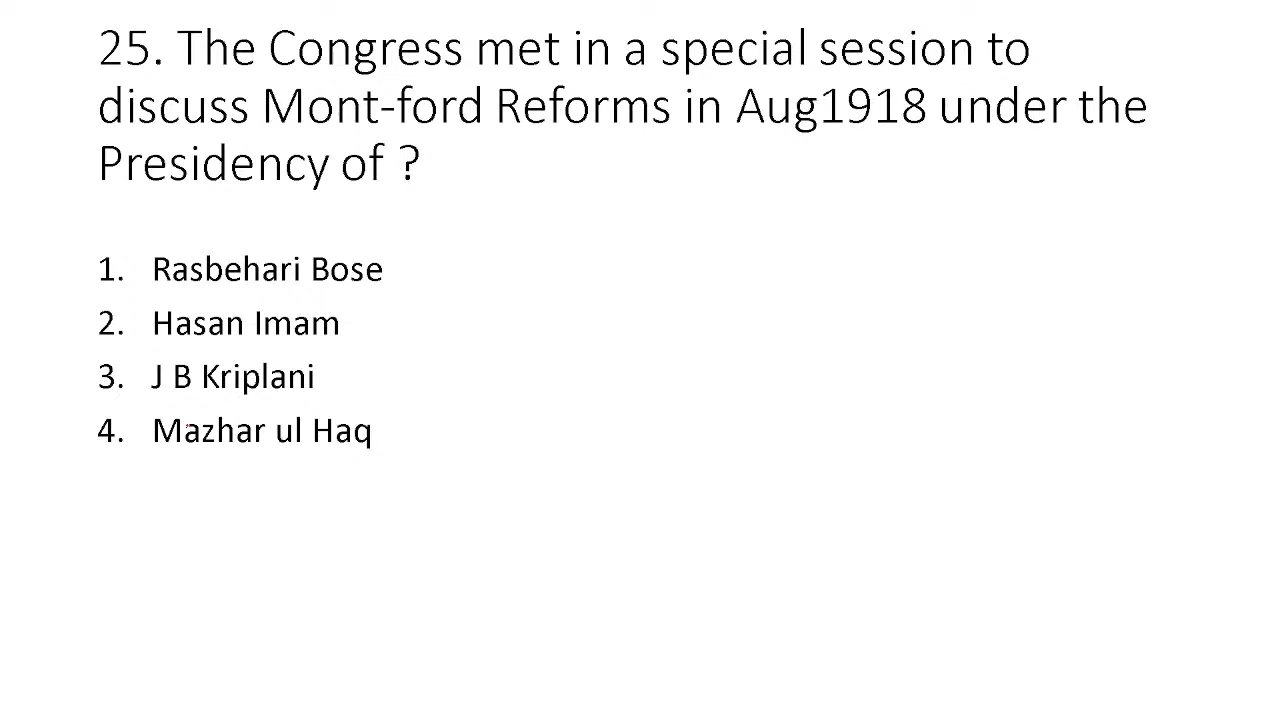 25. The Congress met in a special session to
discuss Mont-ford Reforms in Aug1918 under the
Presidency of ?
1. Rasbehari Bose
2. Hasan Imam
3. J B Kriplani
4. Mazhar ul Haq